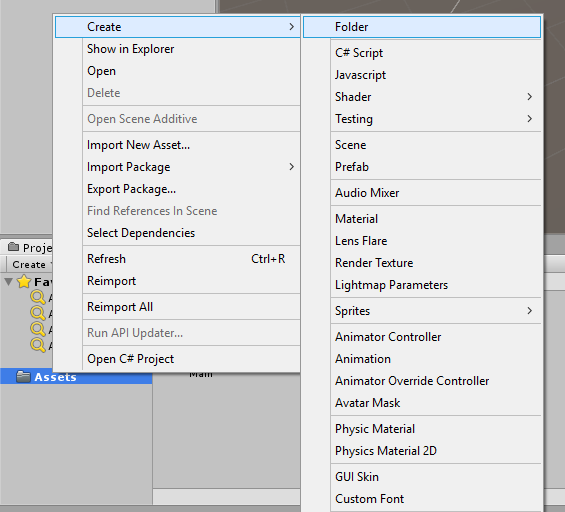 Create
Show in Explorer
Open
Delete
Open Scene Additive
Import New Asset...
Import Package
Export Package...
Find References In Scene
Select Dependencies
Refresh Ctrl+R
Reimport
Reimport All
Run API Updater...
Open C# Project
Folder
C# Script
Javascript
Shader
Testing
Scene
Prefab
Audio Mixer
Material
Lens Flare
Render Texture
Lightmap Parameters
Sprites
Animator Controller
Animation
Animator Override Controller
Avatar Mask
Physic Material
Physics Material 2D
GUI Skin
Custom Font
Proje
Create
Fav
A
A
A
A
Assets
Main